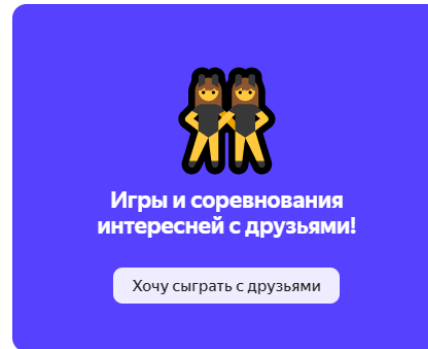 Игры и соревнования
интересней с друзьями!
Хочу сыграть с друзьями